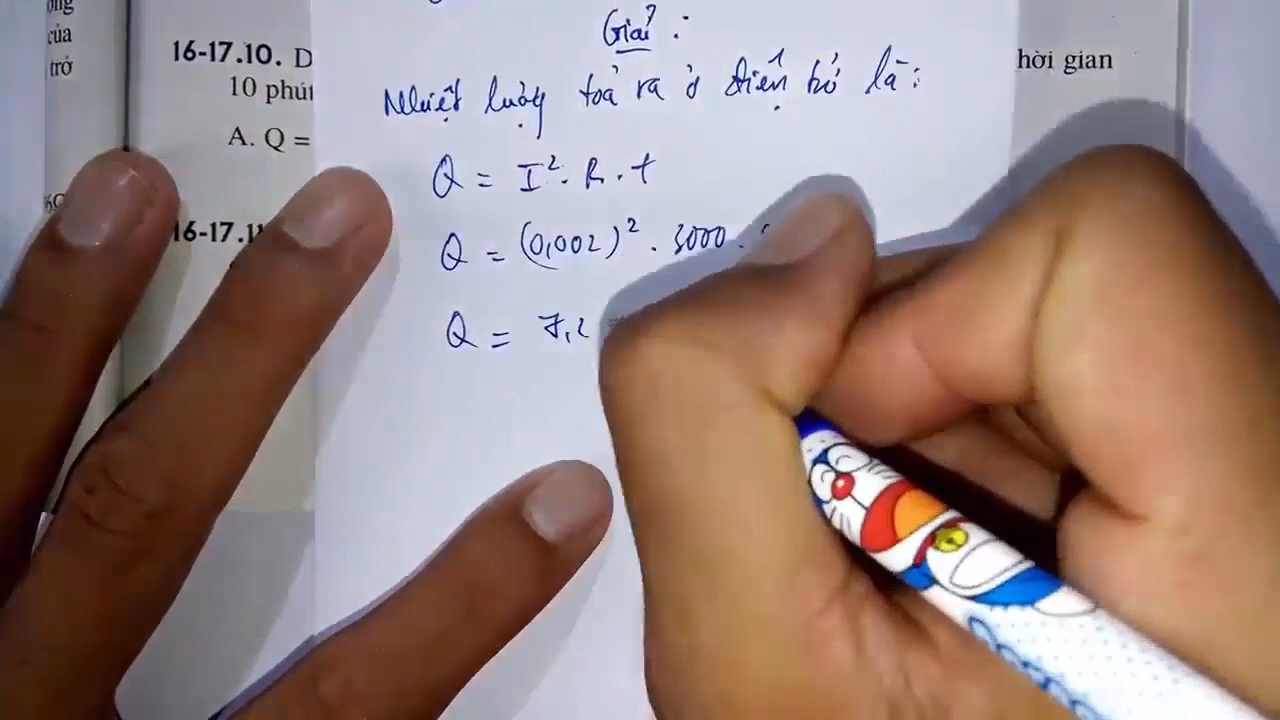 ông
của
trở
16-17.10. D
hời gian
10 phút
A. Q =
16-17.1
Giải :
Nhiệt lượng toả ra ở điện trở là :
Q = I². R . t
Q = (0,002)² . 3000 .
Q = 7,2